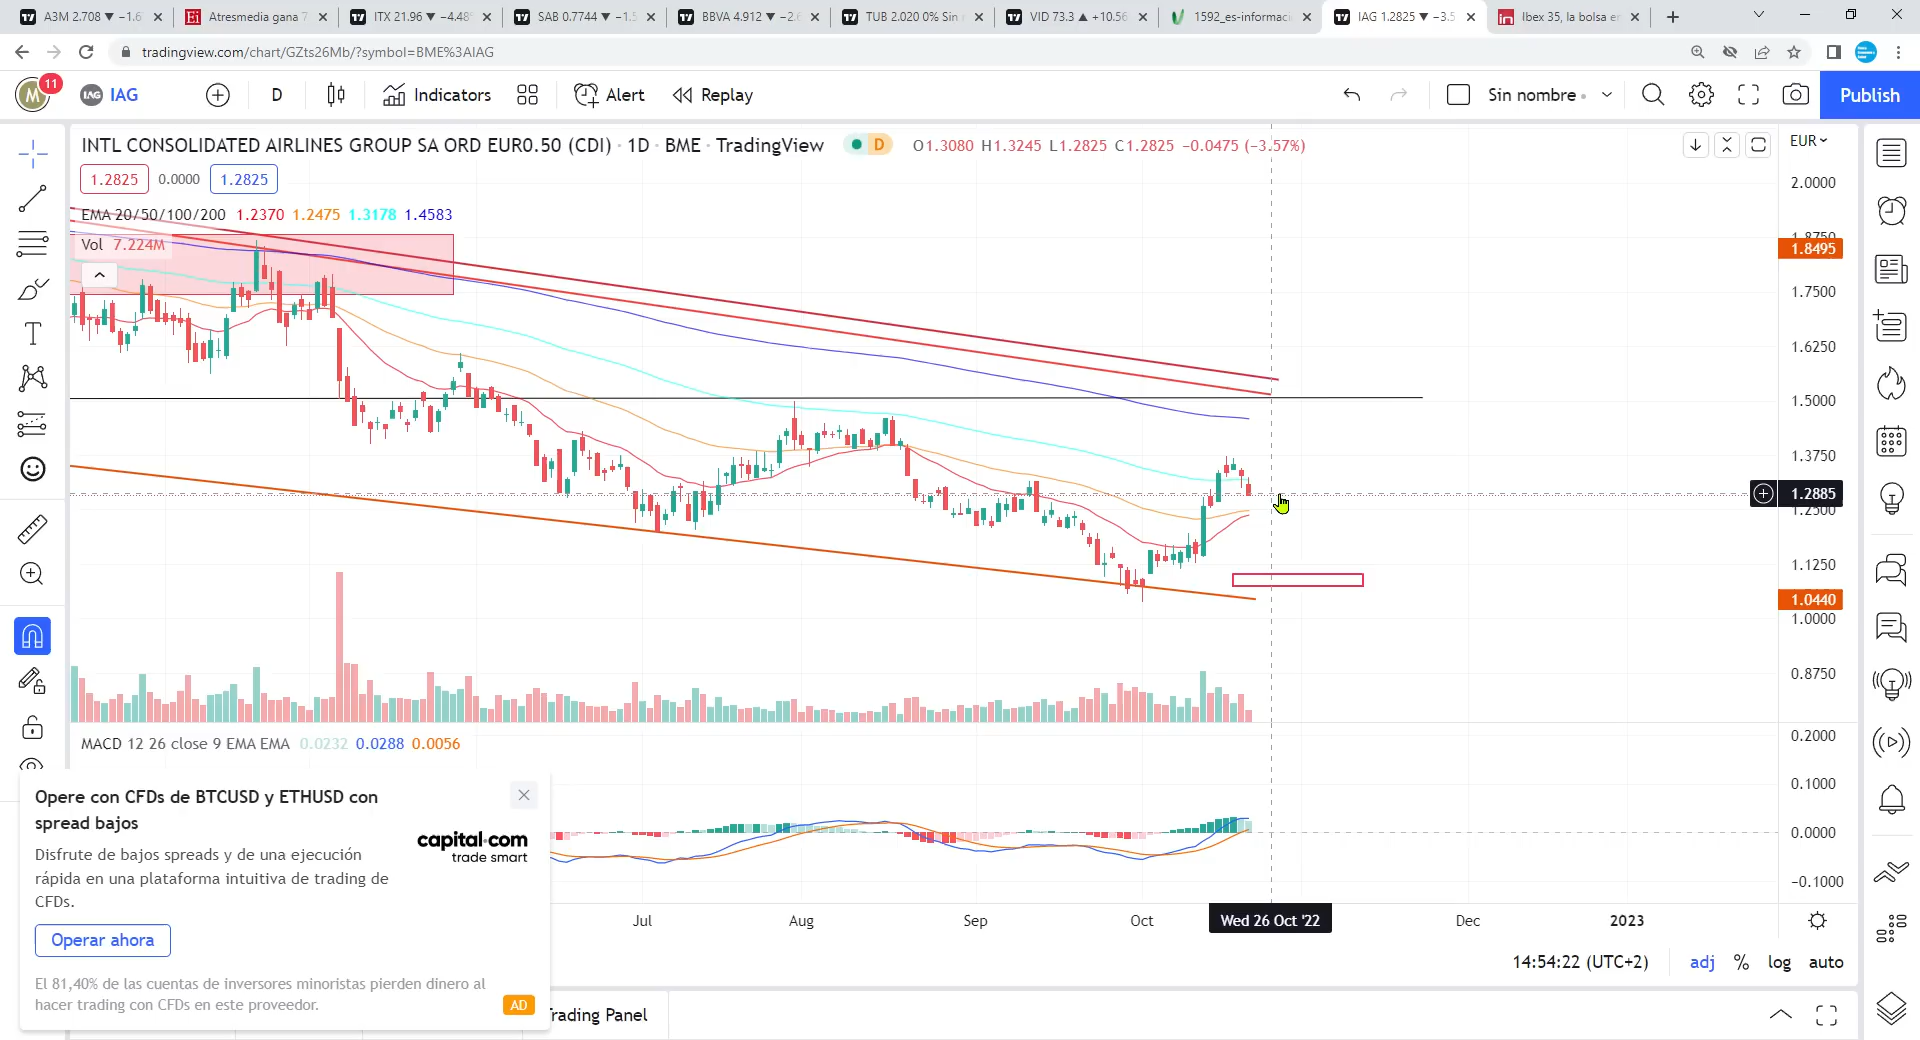 A3M 2.708 ▼ −1.6
Atresmedia gana 7
ITX 21.96 ▼ −4.48
SAB 0.7744 ▼ −1.5
BBVA 4.912 ▼ −2.6
TUB 2.020 0% Sin
VID 73.3 ▲ +10.56
1592_es-informaci
IAG 1.2825 ▼ −3.5
Ibex 35, la bolsa en
tradingview.com/chart/GZts26Mb/?symbol=BME%3AIAG
M 11
IAG IAG
D
Indicators
Alert
Replay
Sin nombre
Publish
INTL CONSOLIDATED AIRLINES GROUP SA ORD EUR0.50 (CDI) · 1D · BME · TradingView D O1.3080 H1.3245 L1.2825 C1.2825 −0.0475 (−3.57%)
EUR
1.2825 0.0000 1.2825
EMA 20/50/100/200 1.2370 1.2475 1.3178 1.4583
Vol 7.224M
2.0000
1.8750
1.8495
1.7500
1.6250
1.5000
1.3750
1.2885
1.2500
1.1250
1.0440
1.0000
0.8750
MACD 12 26 close 9 EMA EMA 0.0232 0.0288 0.0056
0.2000
0.1000
0.0000
−0.1000
Opere con CFDs de BTCUSD y ETHUSD con
spread bajos
capital.com
trade smart
Disfrute de bajos spreads y de una ejecución
rápida en una plataforma intuitiva de trading de
CFDs.
Operar ahora
El 81,40% de las cuentas de inversores minoristas pierden dinero al
hacer trading con CFDs en este proveedor.
AD
Jul Aug Sep Oct Wed 26 Oct '22 Dec 2023
14:54:22 (UTC+2) adj % log auto
Trading Panel